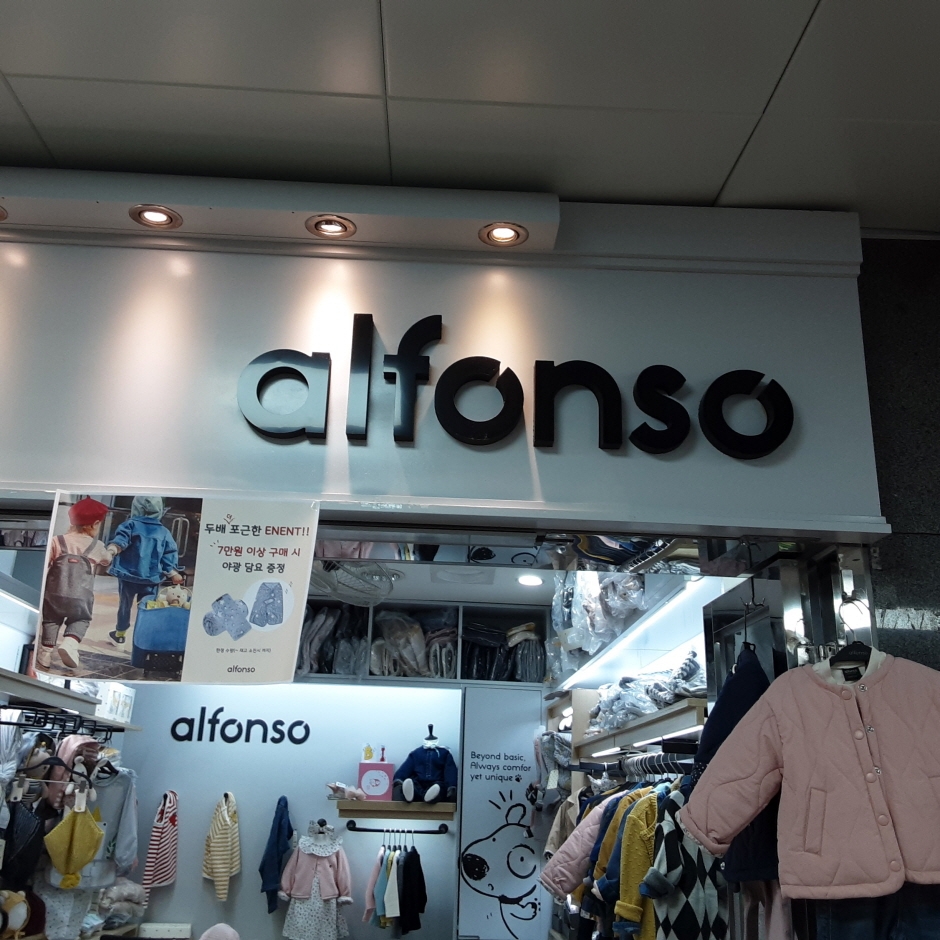 alfonso
두배 포근한 ENENT!!
7만원 이상 구매 시
야광 담요 증정
alfonso
alfonso
Beyond basic,
Always comfor
yet unique